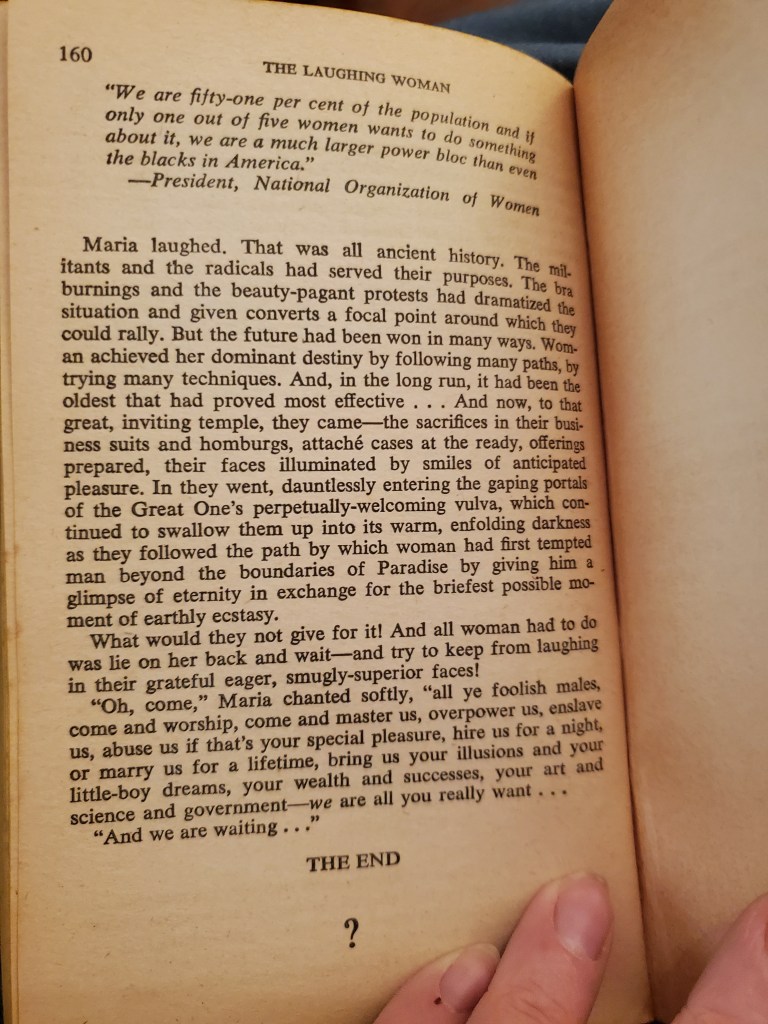 160
THE LAUGHING WOMAN
"We are fifty-one per cent of the population and if
only one out of five women wants to do something
about it, we are a much larger power bloc than even
the blacks in America."
—President, National Organization of Women
Maria laughed. That was all ancient history. The mil-
itants and the radicals had served their purposes. The bra
burnings and the beauty-pagant protests had dramatized the
situation and given converts a focal point around which they
could rally. But the future had been won in many ways. Wom-
an achieved her dominant destiny by following many paths, by
trying many techniques. And, in the long run, it had been the
oldest that had proved most effective . . . And now, to that
great, inviting temple, they came—the sacrifices in their busi-
ness suits and homburgs, attaché cases at the ready, offerings
prepared, their faces illuminated by smiles of anticipated
pleasure. In they went, dauntlessly entering the gaping portals
of the Great One's perpetually-welcoming vulva, which con-
tinued to swallow them up into its warm, enfolding darkness
as they followed the path by which woman had first tempted
man beyond the boundaries of Paradise by giving him a
glimpse of eternity in exchange for the briefest possible mo-
ment of earthly ecstasy.
What would they not give for it! And all woman had to do
was lie on her back and wait—and try to keep from laughing
in their grateful eager, smugly-superior faces!
"Oh, come," Maria chanted softly, "all ye foolish males,
come and worship, come and master us, overpower us, enslave
us, abuse us if that's your special pleasure, hire us for a night,
or marry us for a lifetime, bring us your illusions and your
little-boy dreams, your wealth and successes, your art and
science and government—we are all you really want . . .
"And we are waiting . . ."
THE END
?